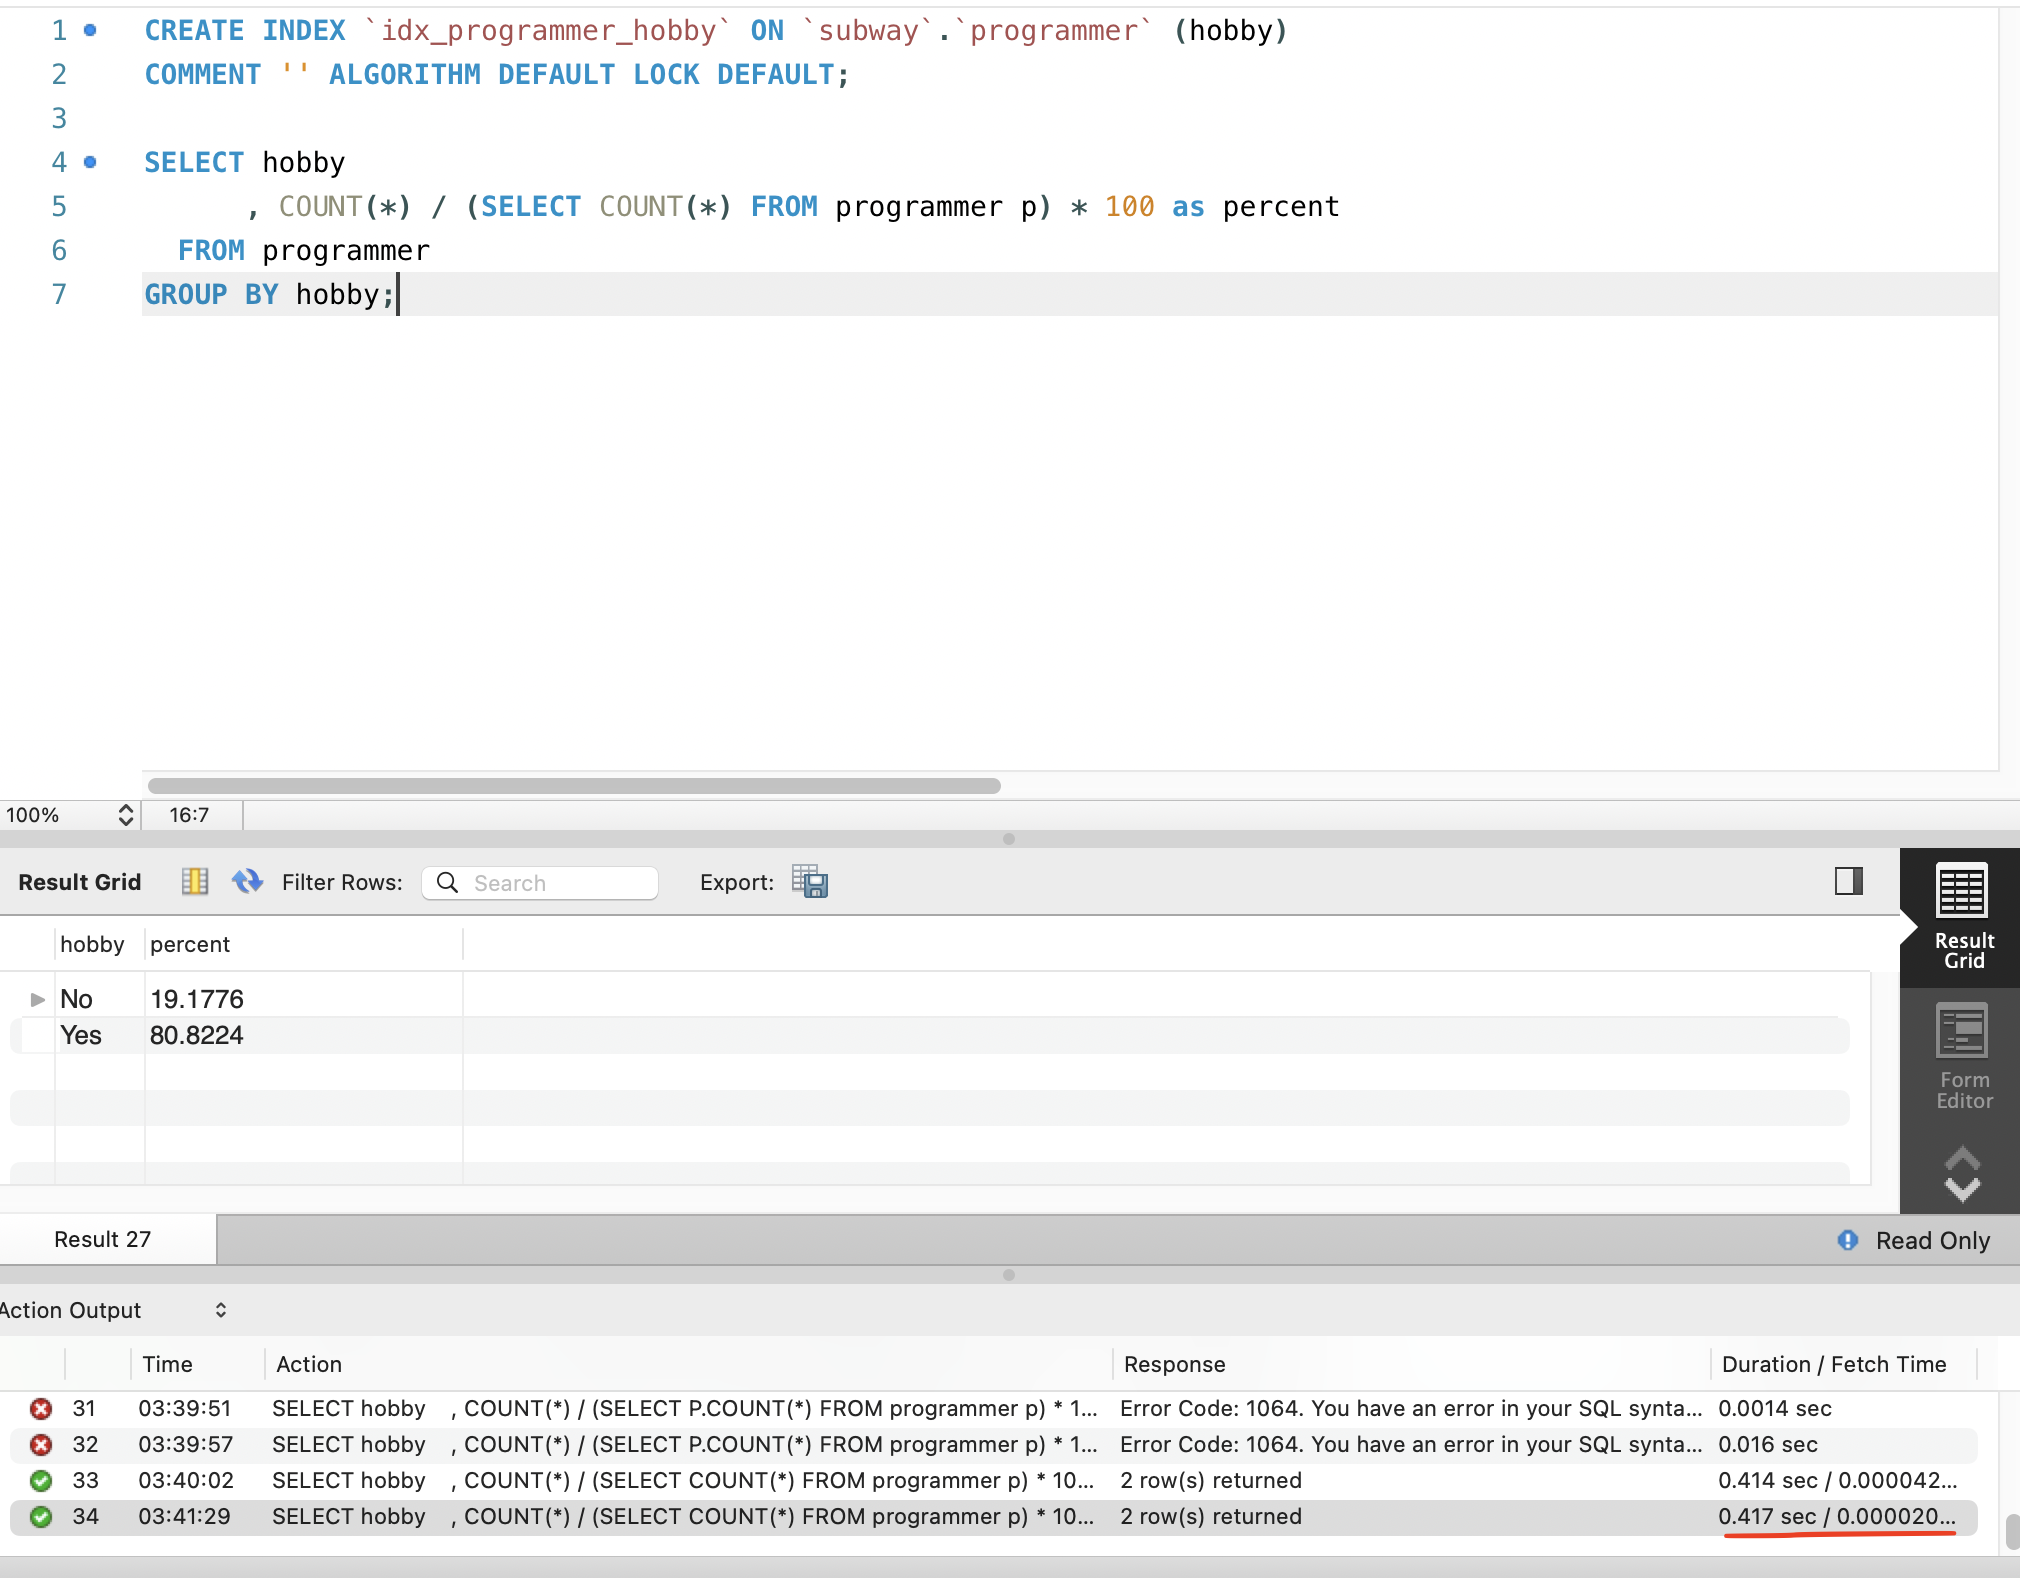 1 CREATE INDEX `idx_programmer_hobby` ON `subway`.`programmer` (hobby)
2 COMMENT '' ALGORITHM DEFAULT LOCK DEFAULT;
3
4 SELECT hobby
5 , COUNT(*) / (SELECT COUNT(*) FROM programmer p) * 100 as percent
6 FROM programmer
7 GROUP BY hobby;
100% 16:7
Result Grid Filter Rows: Search Export:
Result Grid
Form Editor
hobby percent
No 19.1776
Yes 80.8224
Result 27 Read Only
Action Output
Time Action Response Duration / Fetch Time
31 03:39:51 SELECT hobby , COUNT(*) / (SELECT P.COUNT(*) FROM programmer p) * 1... Error Code: 1064. You have an error in your SQL synta... 0.0014 sec
32 03:39:57 SELECT hobby , COUNT(*) / (SELECT P.COUNT(*) FROM programmer p) * 1... Error Code: 1064. You have an error in your SQL synta... 0.016 sec
33 03:40:02 SELECT hobby , COUNT(*) / (SELECT COUNT(*) FROM programmer p) * 10... 2 row(s) returned 0.414 sec / 0.000042...
34 03:41:29 SELECT hobby , COUNT(*) / (SELECT COUNT(*) FROM programmer p) * 10... 2 row(s) returned 0.417 sec / 0.000020...